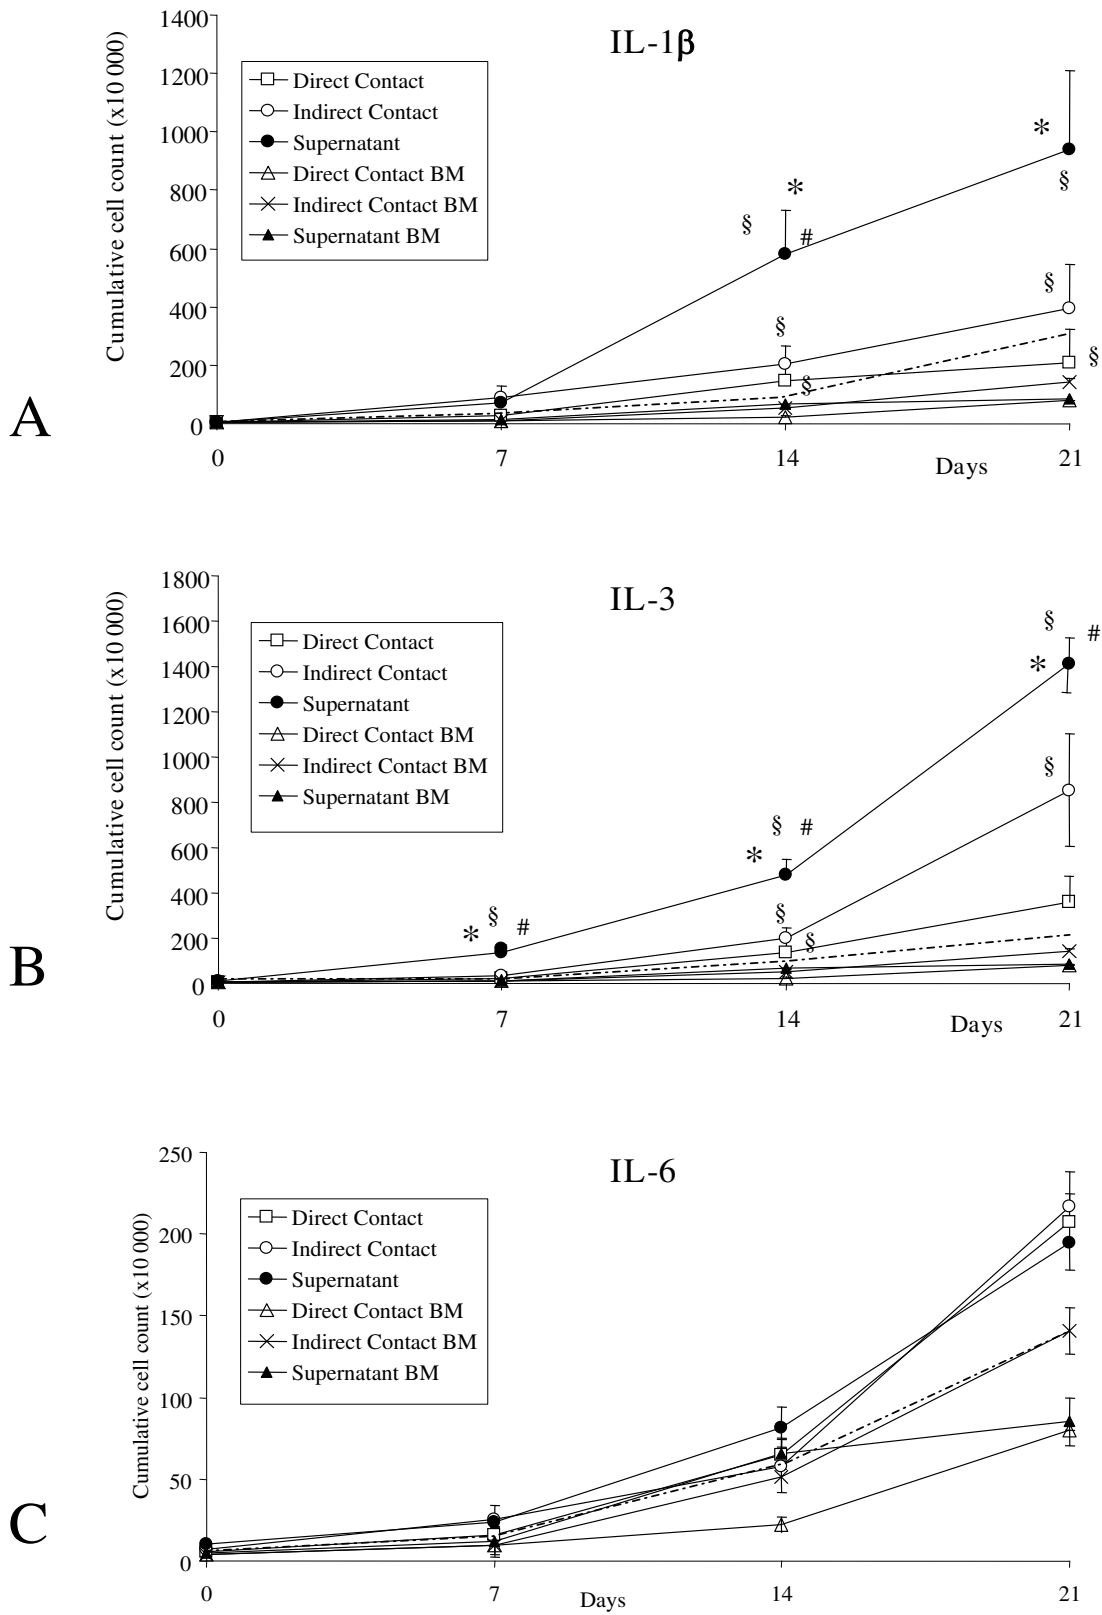 A
IL-1β
Cumulative cell count (x10 000)
1400
1200
1000
800
600
400
200
0
Direct Contact
Indirect Contact
Supernatant
Direct Contact BM
Indirect Contact BM
Supernatant BM
*
§
*
§
#
§
§
§
§
0
7
14
21
Days
B
IL-3
Cumulative cell count (x10 000)
1800
1600
1400
1200
1000
800
600
400
200
0
Direct Contact
Indirect Contact
Supernatant
Direct Contact BM
Indirect Contact BM
Supernatant BM
§
#
*
§
§ #
*
§
§
§
* #
0
7
14
21
Days
C
IL-6
Cumulative cell count (x10 000)
250
200
150
100
50
0
Direct Contact
Indirect Contact
Supernatant
Direct Contact BM
Indirect Contact BM
Supernatant BM
0
7
14
21
Days